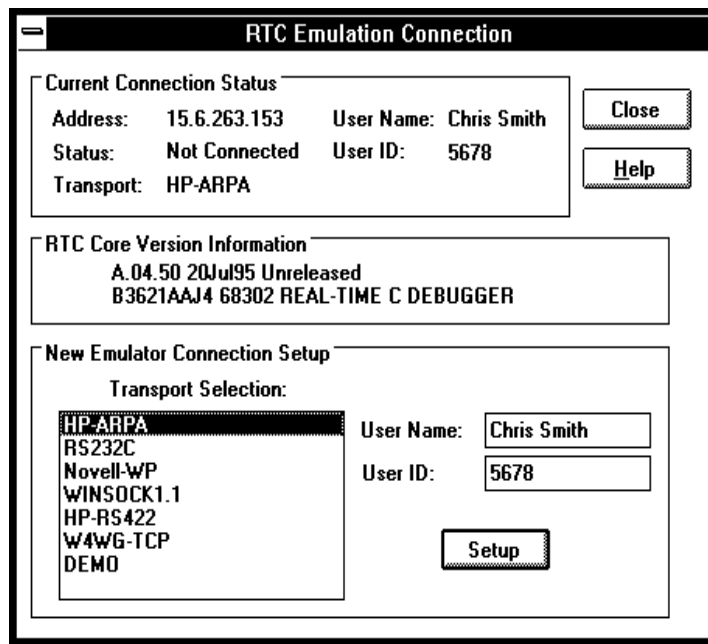 RTC Emulation Connection
Current Connection Status
Address: 15.6.263.153 User Name: Chris Smith
Status: Not Connected User ID: 5678
Transport: HP-ARPA
Close
Help
RTC Core Version Information
A.04.50 20Jul95 Unreleased
B3621AAJ4 68302 REAL-TIME C DEBUGGER
New Emulator Connection Setup
Transport Selection:
HP-ARPA
RS232C
Novell-WP
WINSOCK1.1
HP-RS422
W4WG-TCP
DEMO
User Name: Chris Smith
User ID: 5678
Setup